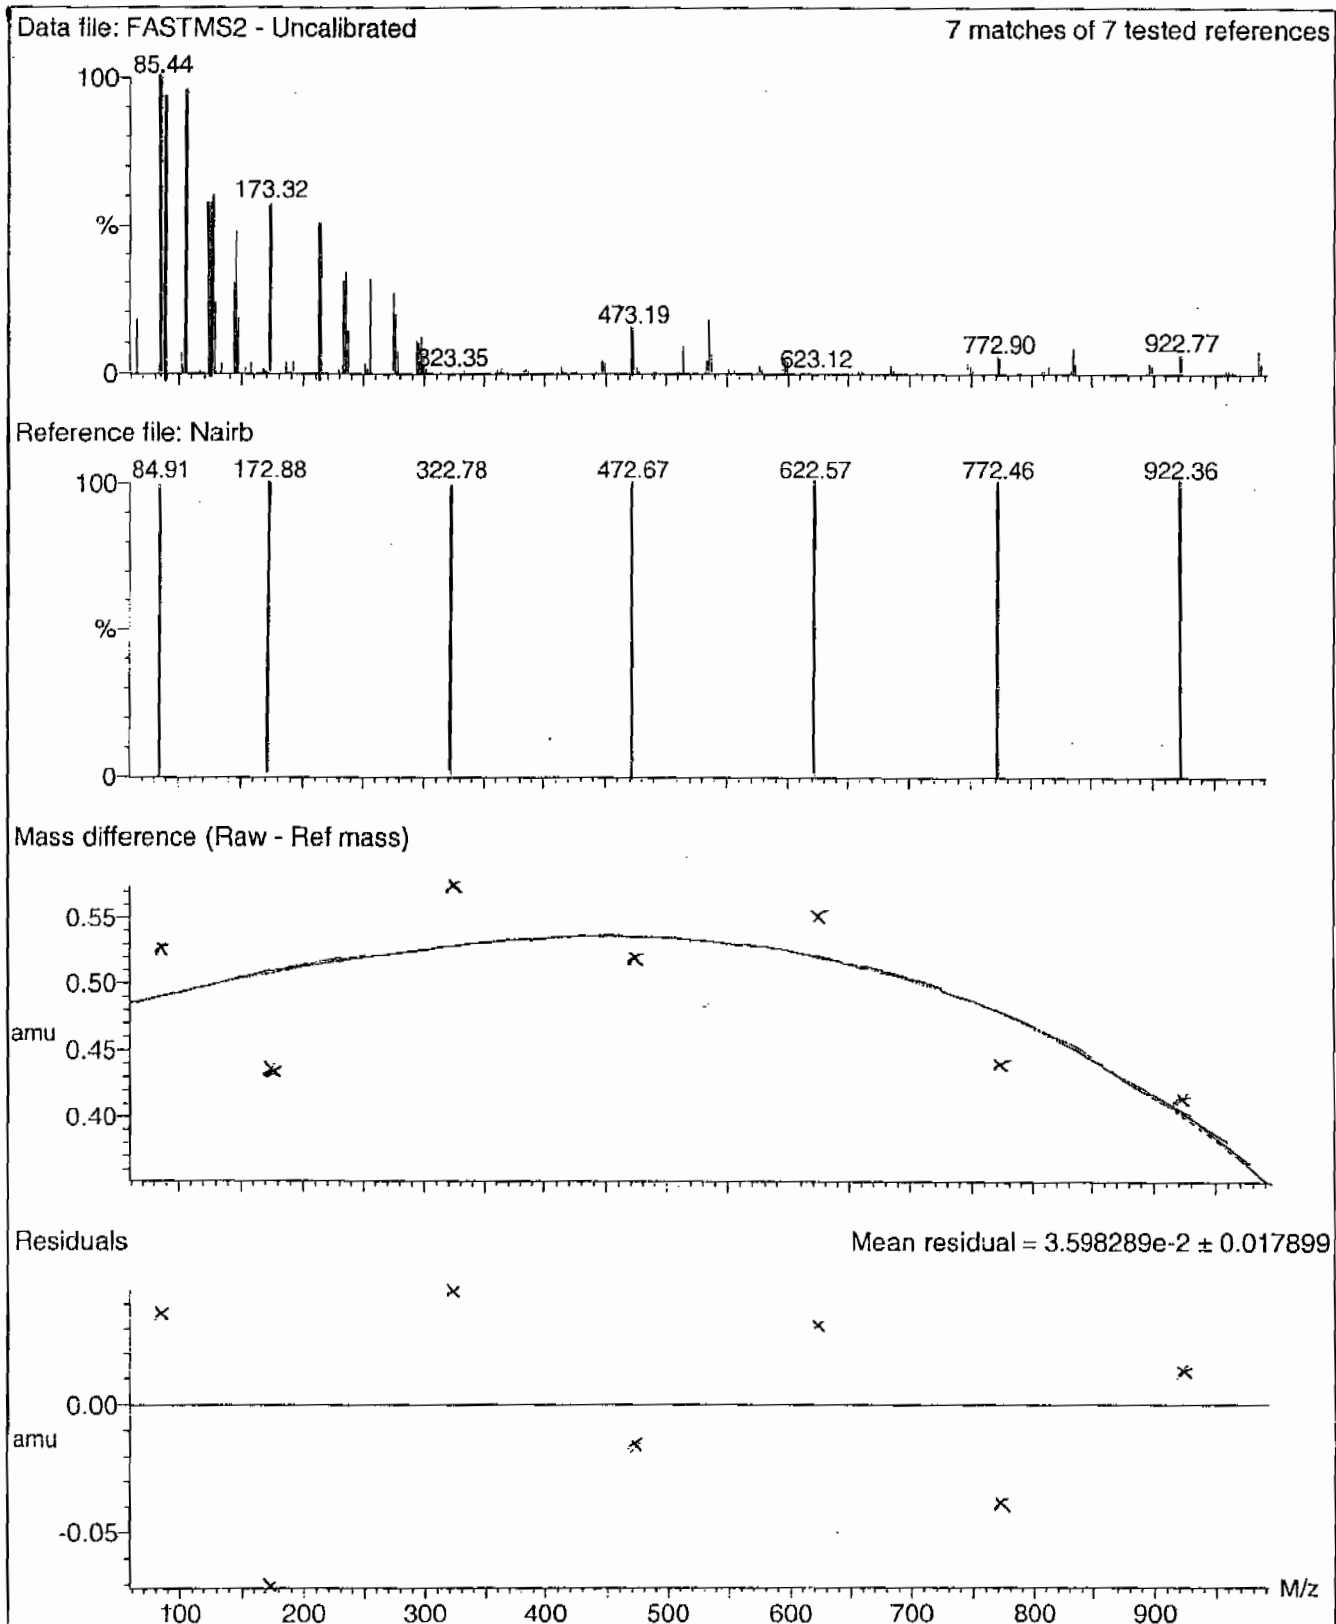 Data file: FASTMS2 - Uncalibrated 7 matches of 7 tested references
100 85.44
173.32
%
473.19
323.35 623.12 772.90 922.77
0
Reference file: Nairb
84.91 172.88 322.78 472.67 622.57 772.46 922.36
100
%
0
Mass difference (Raw - Ref mass)
0.55
0.50
amu
0.45
0.40
Residuals Mean residual = 3.598289e-2 ± 0.017899
0.00
amu
-0.05
M/z
100 200 300 400 500 600 700 800 900